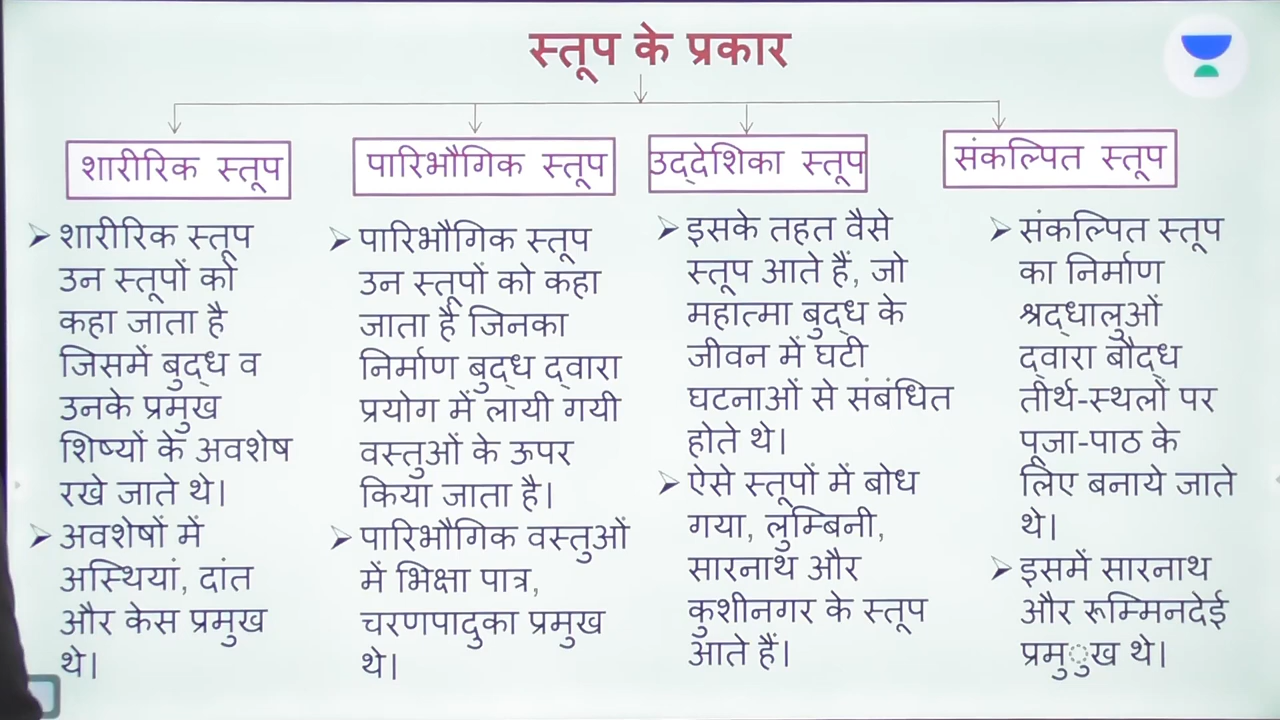 स्तूप के प्रकार
शारीरिक स्तूप
पारिभौगिक स्तूप
उद्देशिका स्तूप
संकल्पित स्तूप
शारीरिक स्तूप
उन स्तूपों को
कहा जाता है
जिसमें बुद्ध व
उनके प्रमुख
शिष्यों के अवशेष
रखे जाते थे।
अवशेषों में
अस्थियां, दांत
और केस प्रमुख
थे।
पारिभौगिक स्तूप
उन स्तूपों को कहा
जाता है जिनका
निर्माण बुद्ध द्वारा
प्रयोग में लायी गयी
वस्तुओं के ऊपर
किया जाता है।
पारिभौगिक वस्तुओं
में भिक्षा पात्र,
चरणपादुका प्रमुख
थे।
इसके तहत वैसे
स्तूप आते हैं, जो
महात्मा बुद्ध के
जीवन में घटी
घटनाओं से संबंधित
होते थे।
ऐसे स्तूपों में बोध
गया, लुम्बिनी,
सारनाथ और
कुशीनगर के स्तूप
आते हैं।
संकल्पित स्तूप
का निर्माण
श्रद्धालुओं
द्वारा बौद्ध
तीर्थ-स्थलों पर
पूजा-पाठ के
लिए बनाये जाते
थे।
इसमें सारनाथ
और रूम्मिनदेई
प्रमुुख थे।